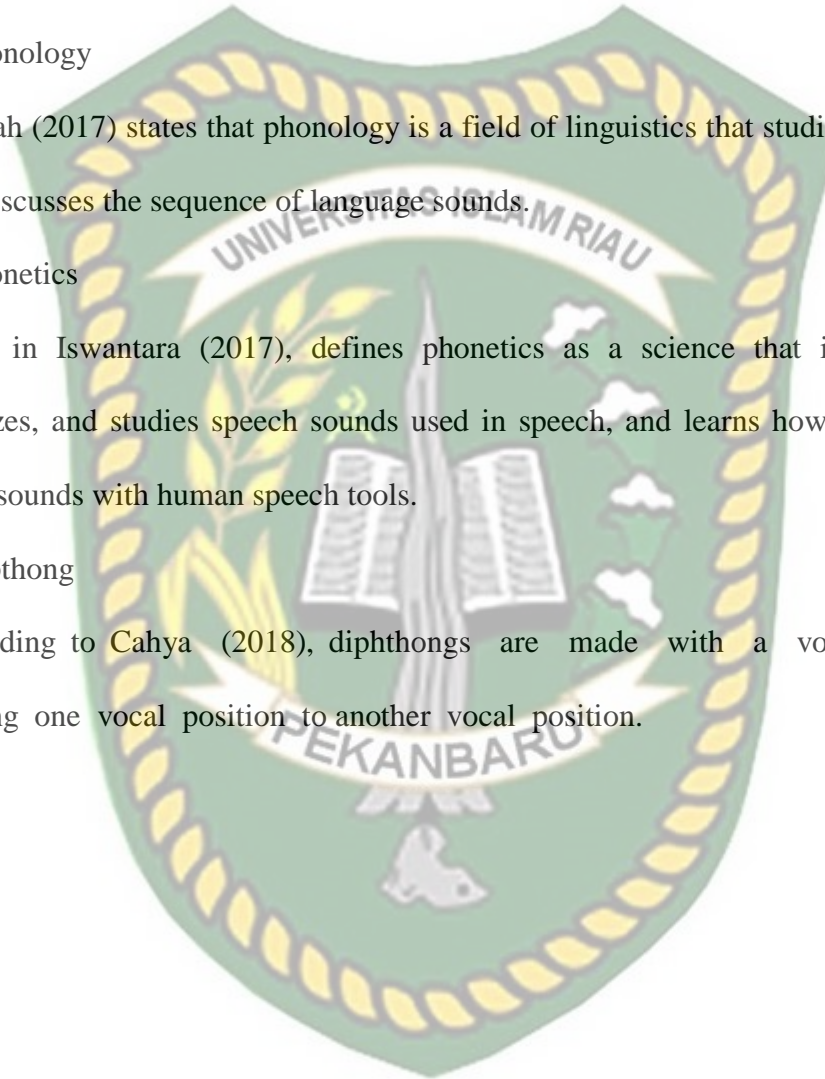 onology
ah (2017) states that phonology is a field of linguistics that studi
scusses the sequence of language sounds.
UNIVERSITAS ISLAM RIAU
onetics
in Iswantara (2017), defines phonetics as a science that i
zes, and studies speech sounds used in speech, and learns how
sounds with human speech tools.
othong
ding to Cahya (2018), diphthongs are made with a vo
ng one vocal position to another vocal position.
PEKANBARU